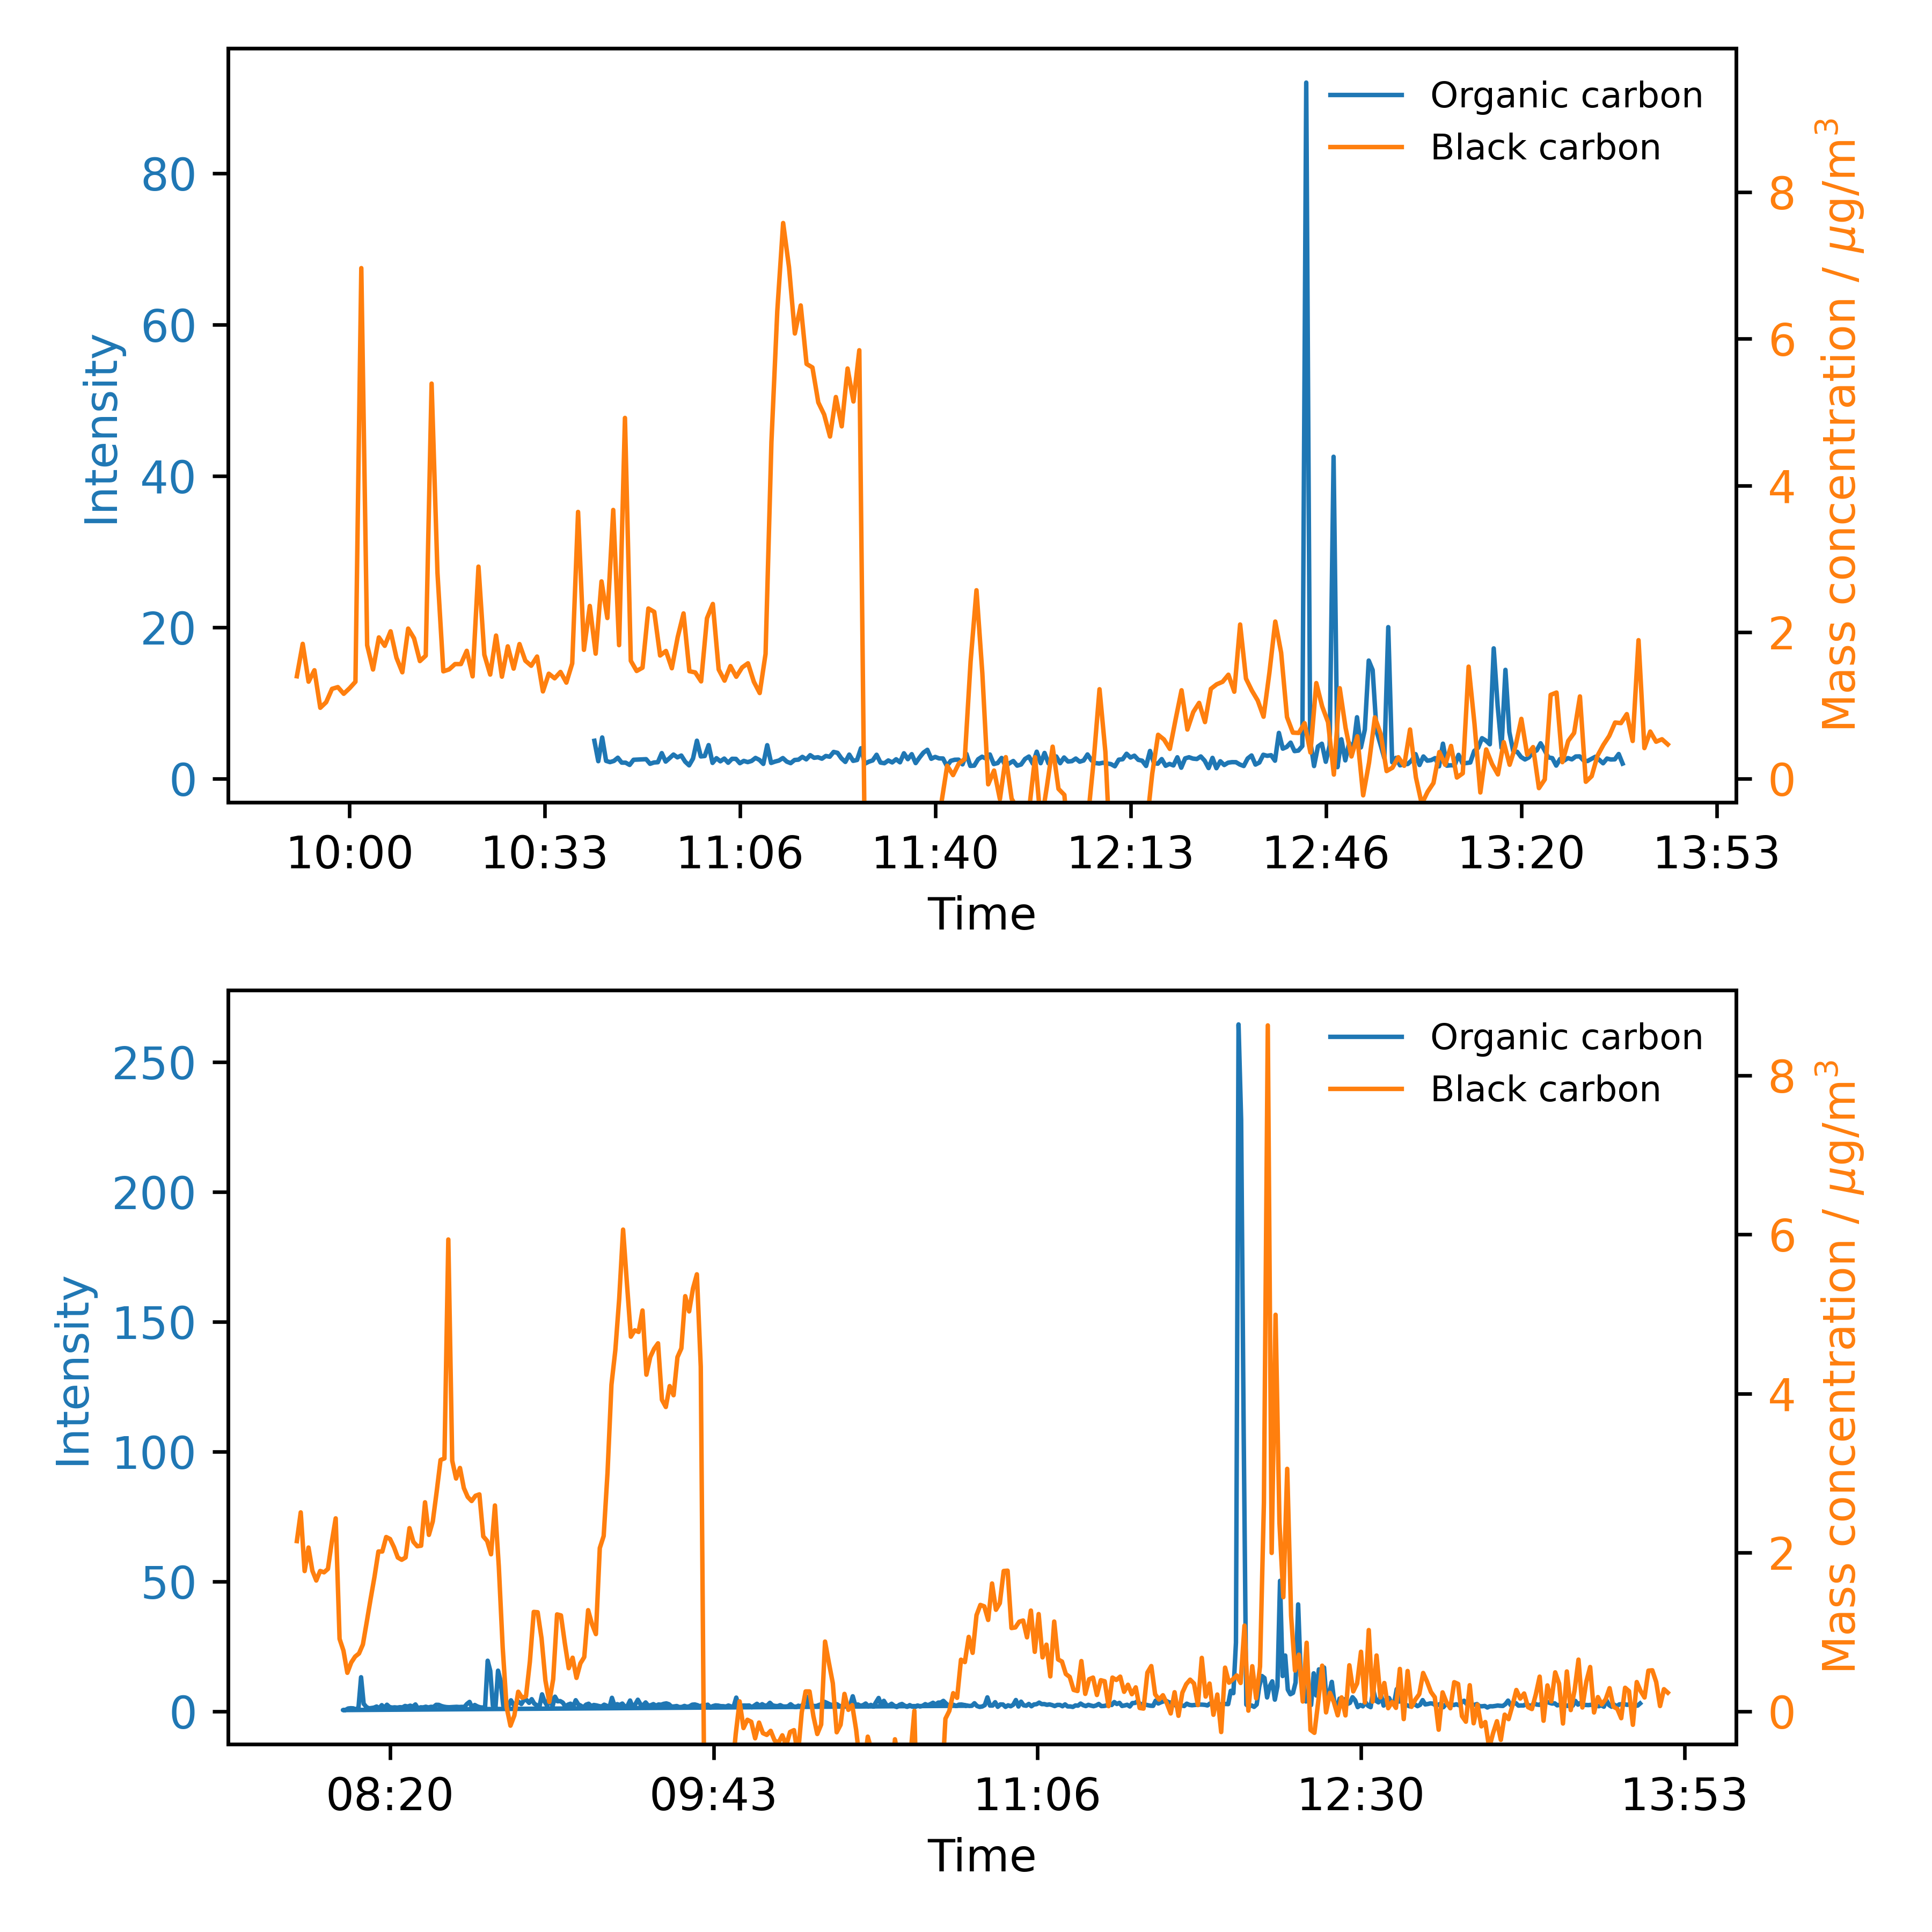 Organic carbon
Black carbon
80
60
40
20
0
Intensity
8
6
4
2
0
Mass concentration / μg/m³
10:00 10:33 11:06 11:40 12:13 12:46 13:20 13:53
Time
Organic carbon
Black carbon
250
200
150
100
50
0
Intensity
8
6
4
2
0
Mass concentration / μg/m³
08:20 09:43 11:06 12:30 13:53
Time